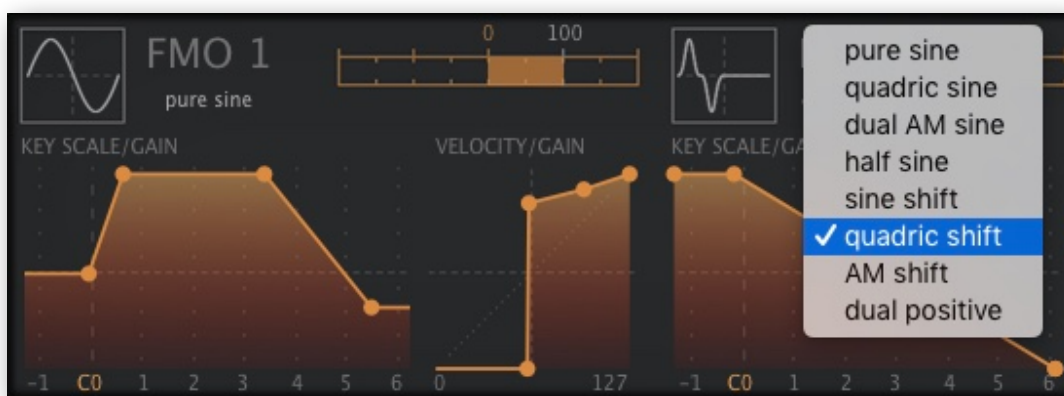 FMO 1
pure sine
0 100
KEY SCALE/GAIN
VELOCITY/GAIN
-1 C0 1 2 3 4 5 6
0 127
KEY SCALE/GA
-1 C0 1 2 3 4 5 6
pure sine
quadric sine
dual AM sine
half sine
sine shift
✓ quadric shift
AM shift
dual positive